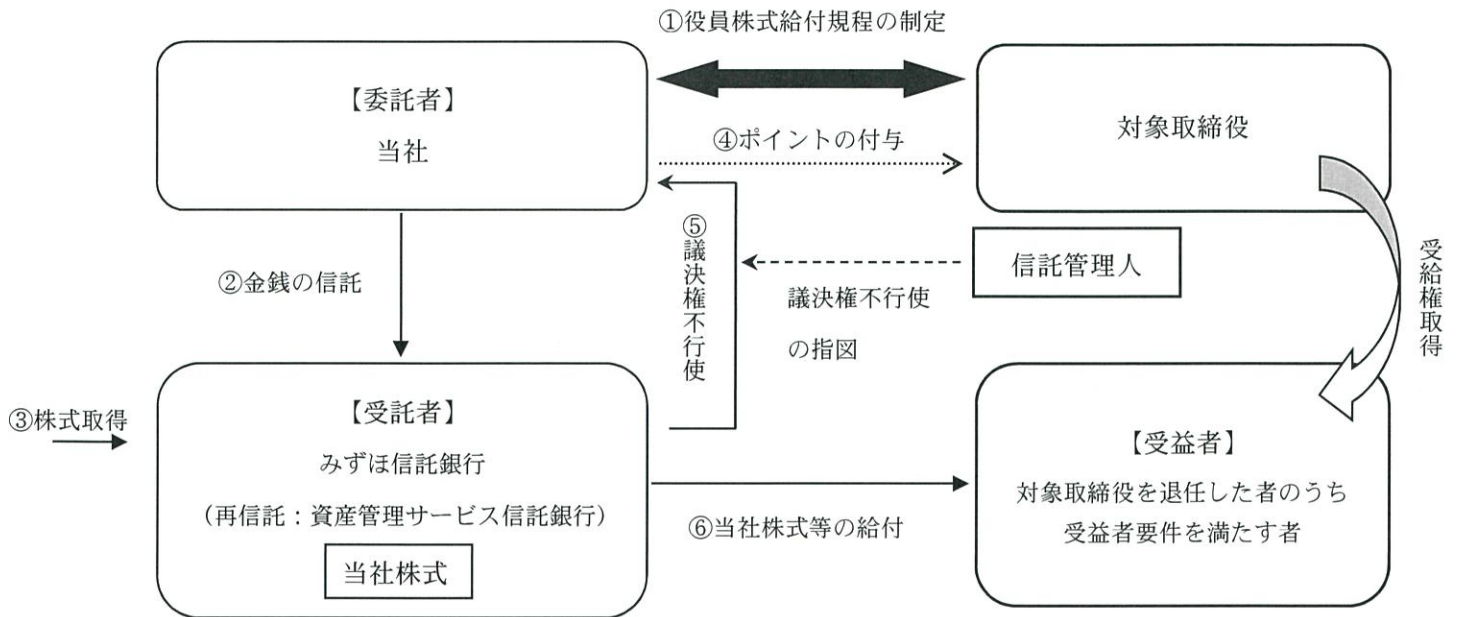 ①役員株式給付規程の制定
【委託者】
当社
対象取締役
④ポイントの付与
②金銭の信託
⑤議決権不行使
信託管理人
議決権不行使
の指図
受給権取得
③株式取得
【受託者】
みずほ信託銀行
（再信託：資産管理サービス信託銀行）
当社株式
⑥当社株式等の給付
【受益者】
対象取締役を退任した者のうち
受益者要件を満たす者